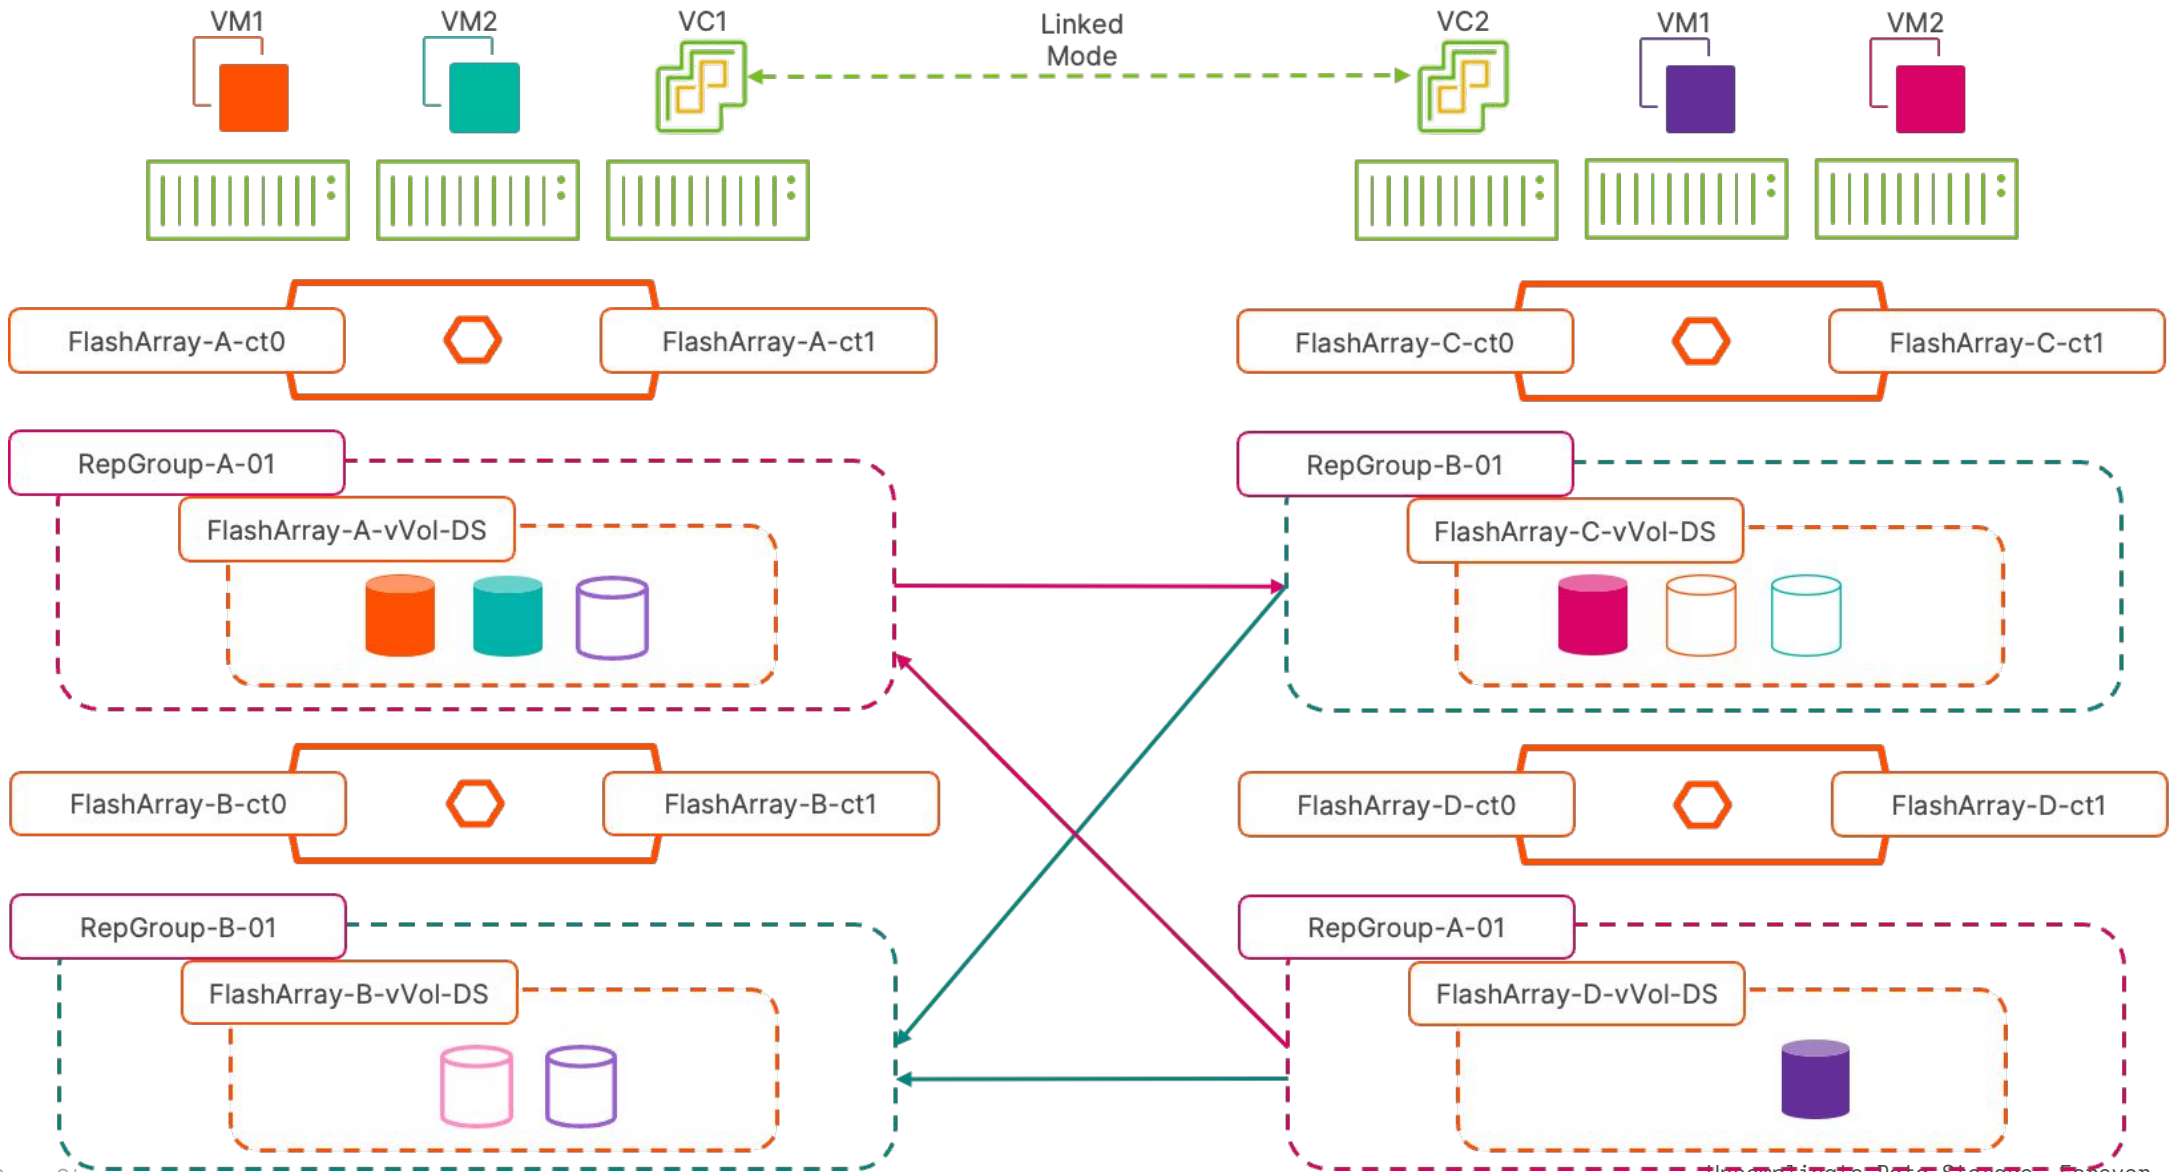 VM1
VM2
VC1
Linked
Mode
VC2
VM1
VM2
FlashArray-A-ct0
FlashArray-A-ct1
FlashArray-C-ct0
FlashArray-C-ct1
RepGroup-A-01
RepGroup-B-01
FlashArray-A-vVol-DS
FlashArray-C-vVol-DS
FlashArray-B-ct0
FlashArray-B-ct1
FlashArray-D-ct0
FlashArray-D-ct1
RepGroup-B-01
RepGroup-A-01
FlashArray-B-vVol-DS
FlashArray-D-vVol-DS